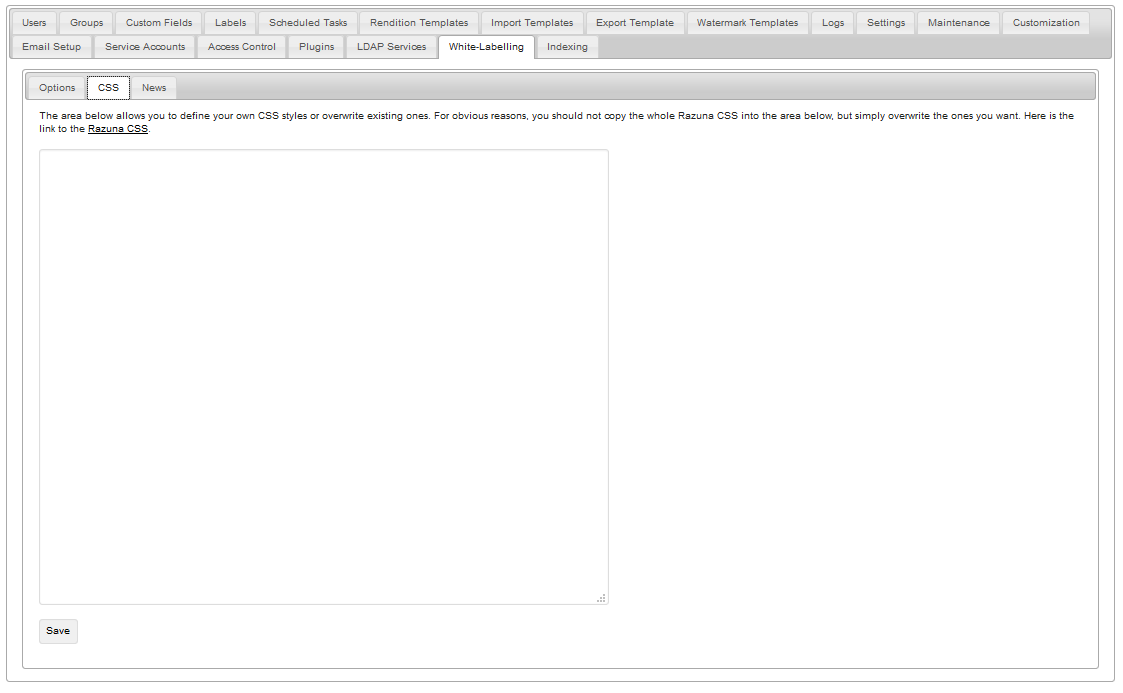 Users Groups Custom Fields Labels Scheduled Tasks Rendition Templates Import Templates Export Template Watermark Templates Logs Settings Maintenance Customization
Email Setup Service Accounts Access Control Plugins LDAP Services White-Labelling Indexing
Options CSS News
The area below allows you to define your own CSS styles or overwrite existing ones. For obvious reasons, you should not copy the whole Razuna CSS into the area below, but simply overwrite the ones you want. Here is the
link to the Razuna CSS.
Save